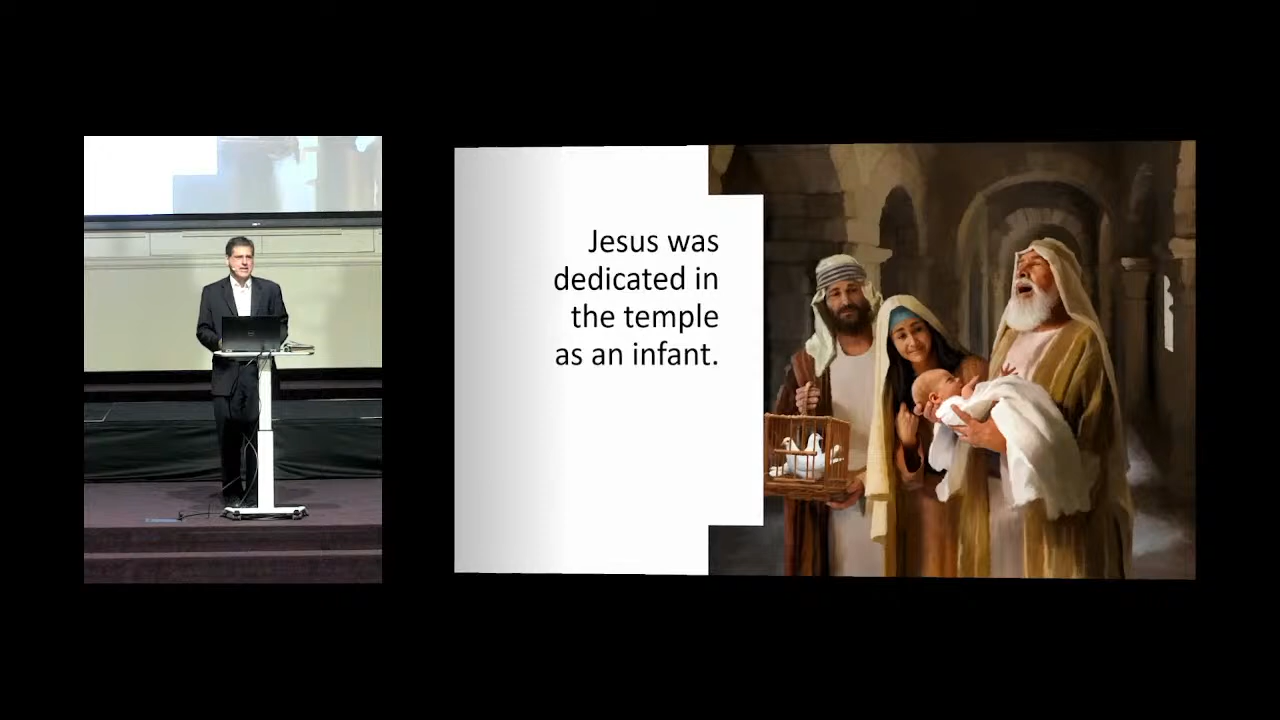 Jesus was
dedicated in
the temple
as an infant.